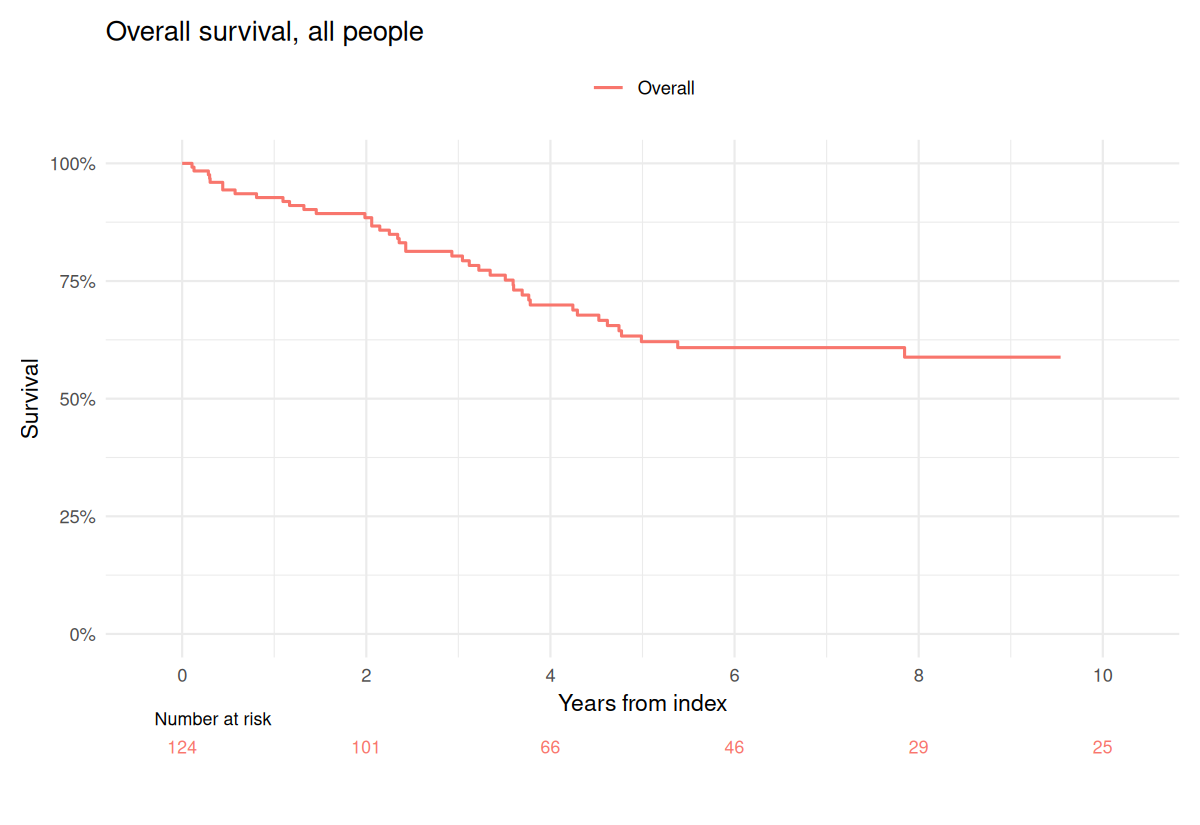 Overall survival, all people
Overall
100%
75%
50%
25%
0%
Survival
0 2 4 6 8 10
Years from index
Number at risk
124 101 66 46 29 25